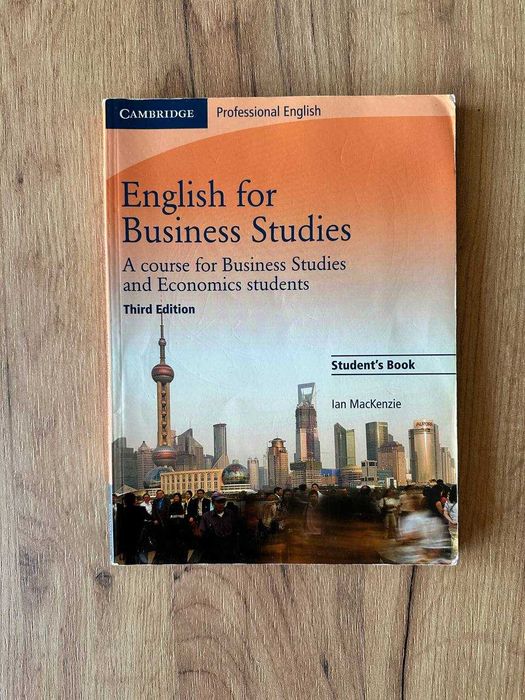 CAMBRIDGE Professional English
English for
Business Studies
A course for Business Studies
and Economics students
Third Edition
Student's Book
Ian MacKenzie
AURORA